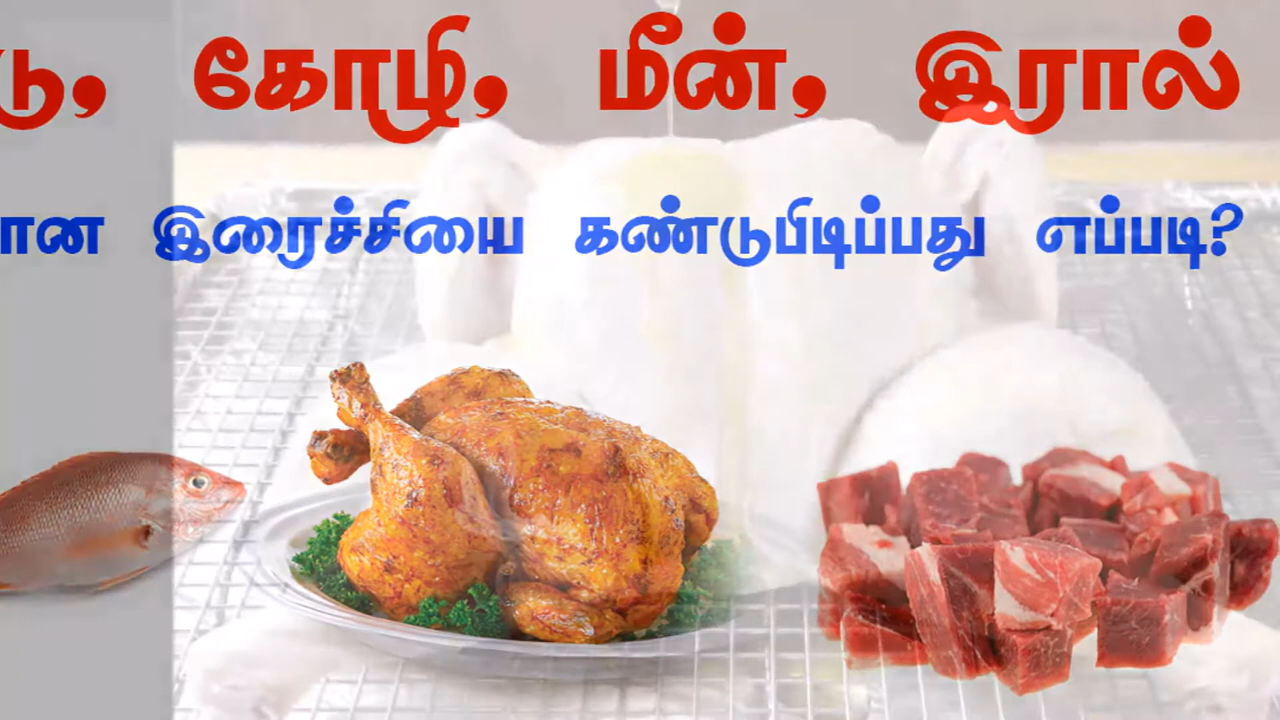 டு, கோழி, மீன், இரால்
ான இரைச்சியை கண்டுபிடிப்பது எப்படி?